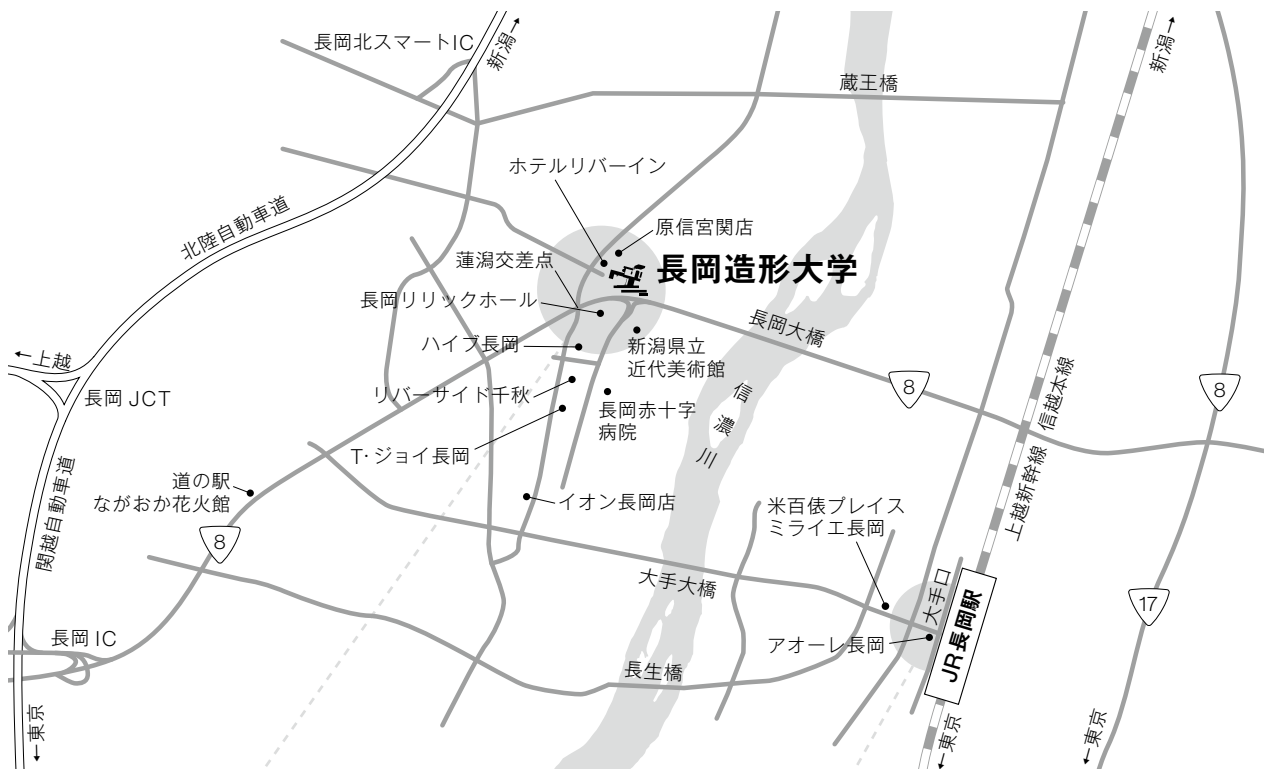 長岡北スマートIC
新潟→
新潟→
蔵王橋
ホテルリバーイン
北陸自動車道
原信宮関店
蓮潟交差点
長岡造形大学
長岡リリックホール
長岡大橋
ハイブ長岡
新潟県立
近代美術館
←上越
長岡JCT
リバーサイド千秋
信濃川
8
8
信越本線
長岡赤十字
病院
T・ジョイ長岡
道の駅
ながおか花火館
イオン長岡店
上越新幹線
米百俵プレイス
ミライエ長岡
関越自動車道
8
大手大橋
大手口
17
長岡IC
アオーレ長岡
JR長岡駅
長生橋
←東京
←東京
←東京